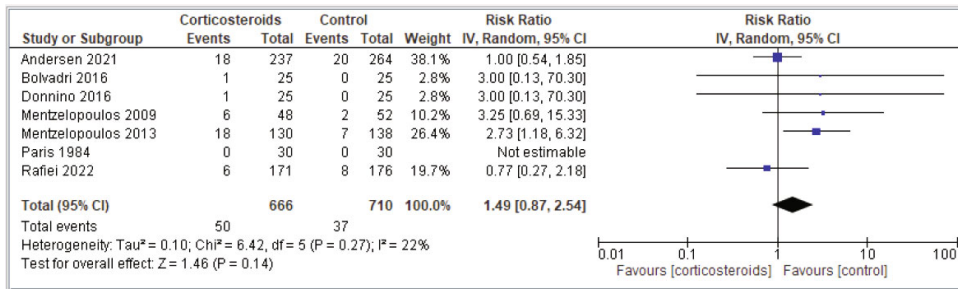 Corticosteroids Control Risk Ratio Risk Ratio
Study or Subgroup Events Total Events Total Weight IV, Random, 95% CI IV, Random, 95% CI
Andersen 2021 18 237 20 264 38.1% 1.00 [0.54, 1.85]
Bolvadri 2016 1 25 0 25 2.8% 3.00 [0.13, 70.30]
Donnino 2016 1 25 0 25 2.8% 3.00 [0.13, 70.30]
Mentzelopoulos 2009 6 48 2 52 10.2% 3.25 [0.69, 15.33]
Mentzelopoulos 2013 18 130 7 138 26.4% 2.73 [1.18, 6.32]
Paris 1984 0 30 0 30 Not estimable
Rafiei 2022 6 171 8 176 19.7% 0.77 [0.27, 2.18]
Total (95% CI) 666 710 100.0% 1.49 [0.87, 2.54]
Total events 50 37
Heterogeneity: Tau² = 0.10; Chi² = 6.42, df = 5 (P = 0.27); I² = 22%
Test for overall effect: Z = 1.46 (P = 0.14)
0.01 0.1 1 10 100
Favours [corticosteroids] Favours [control]